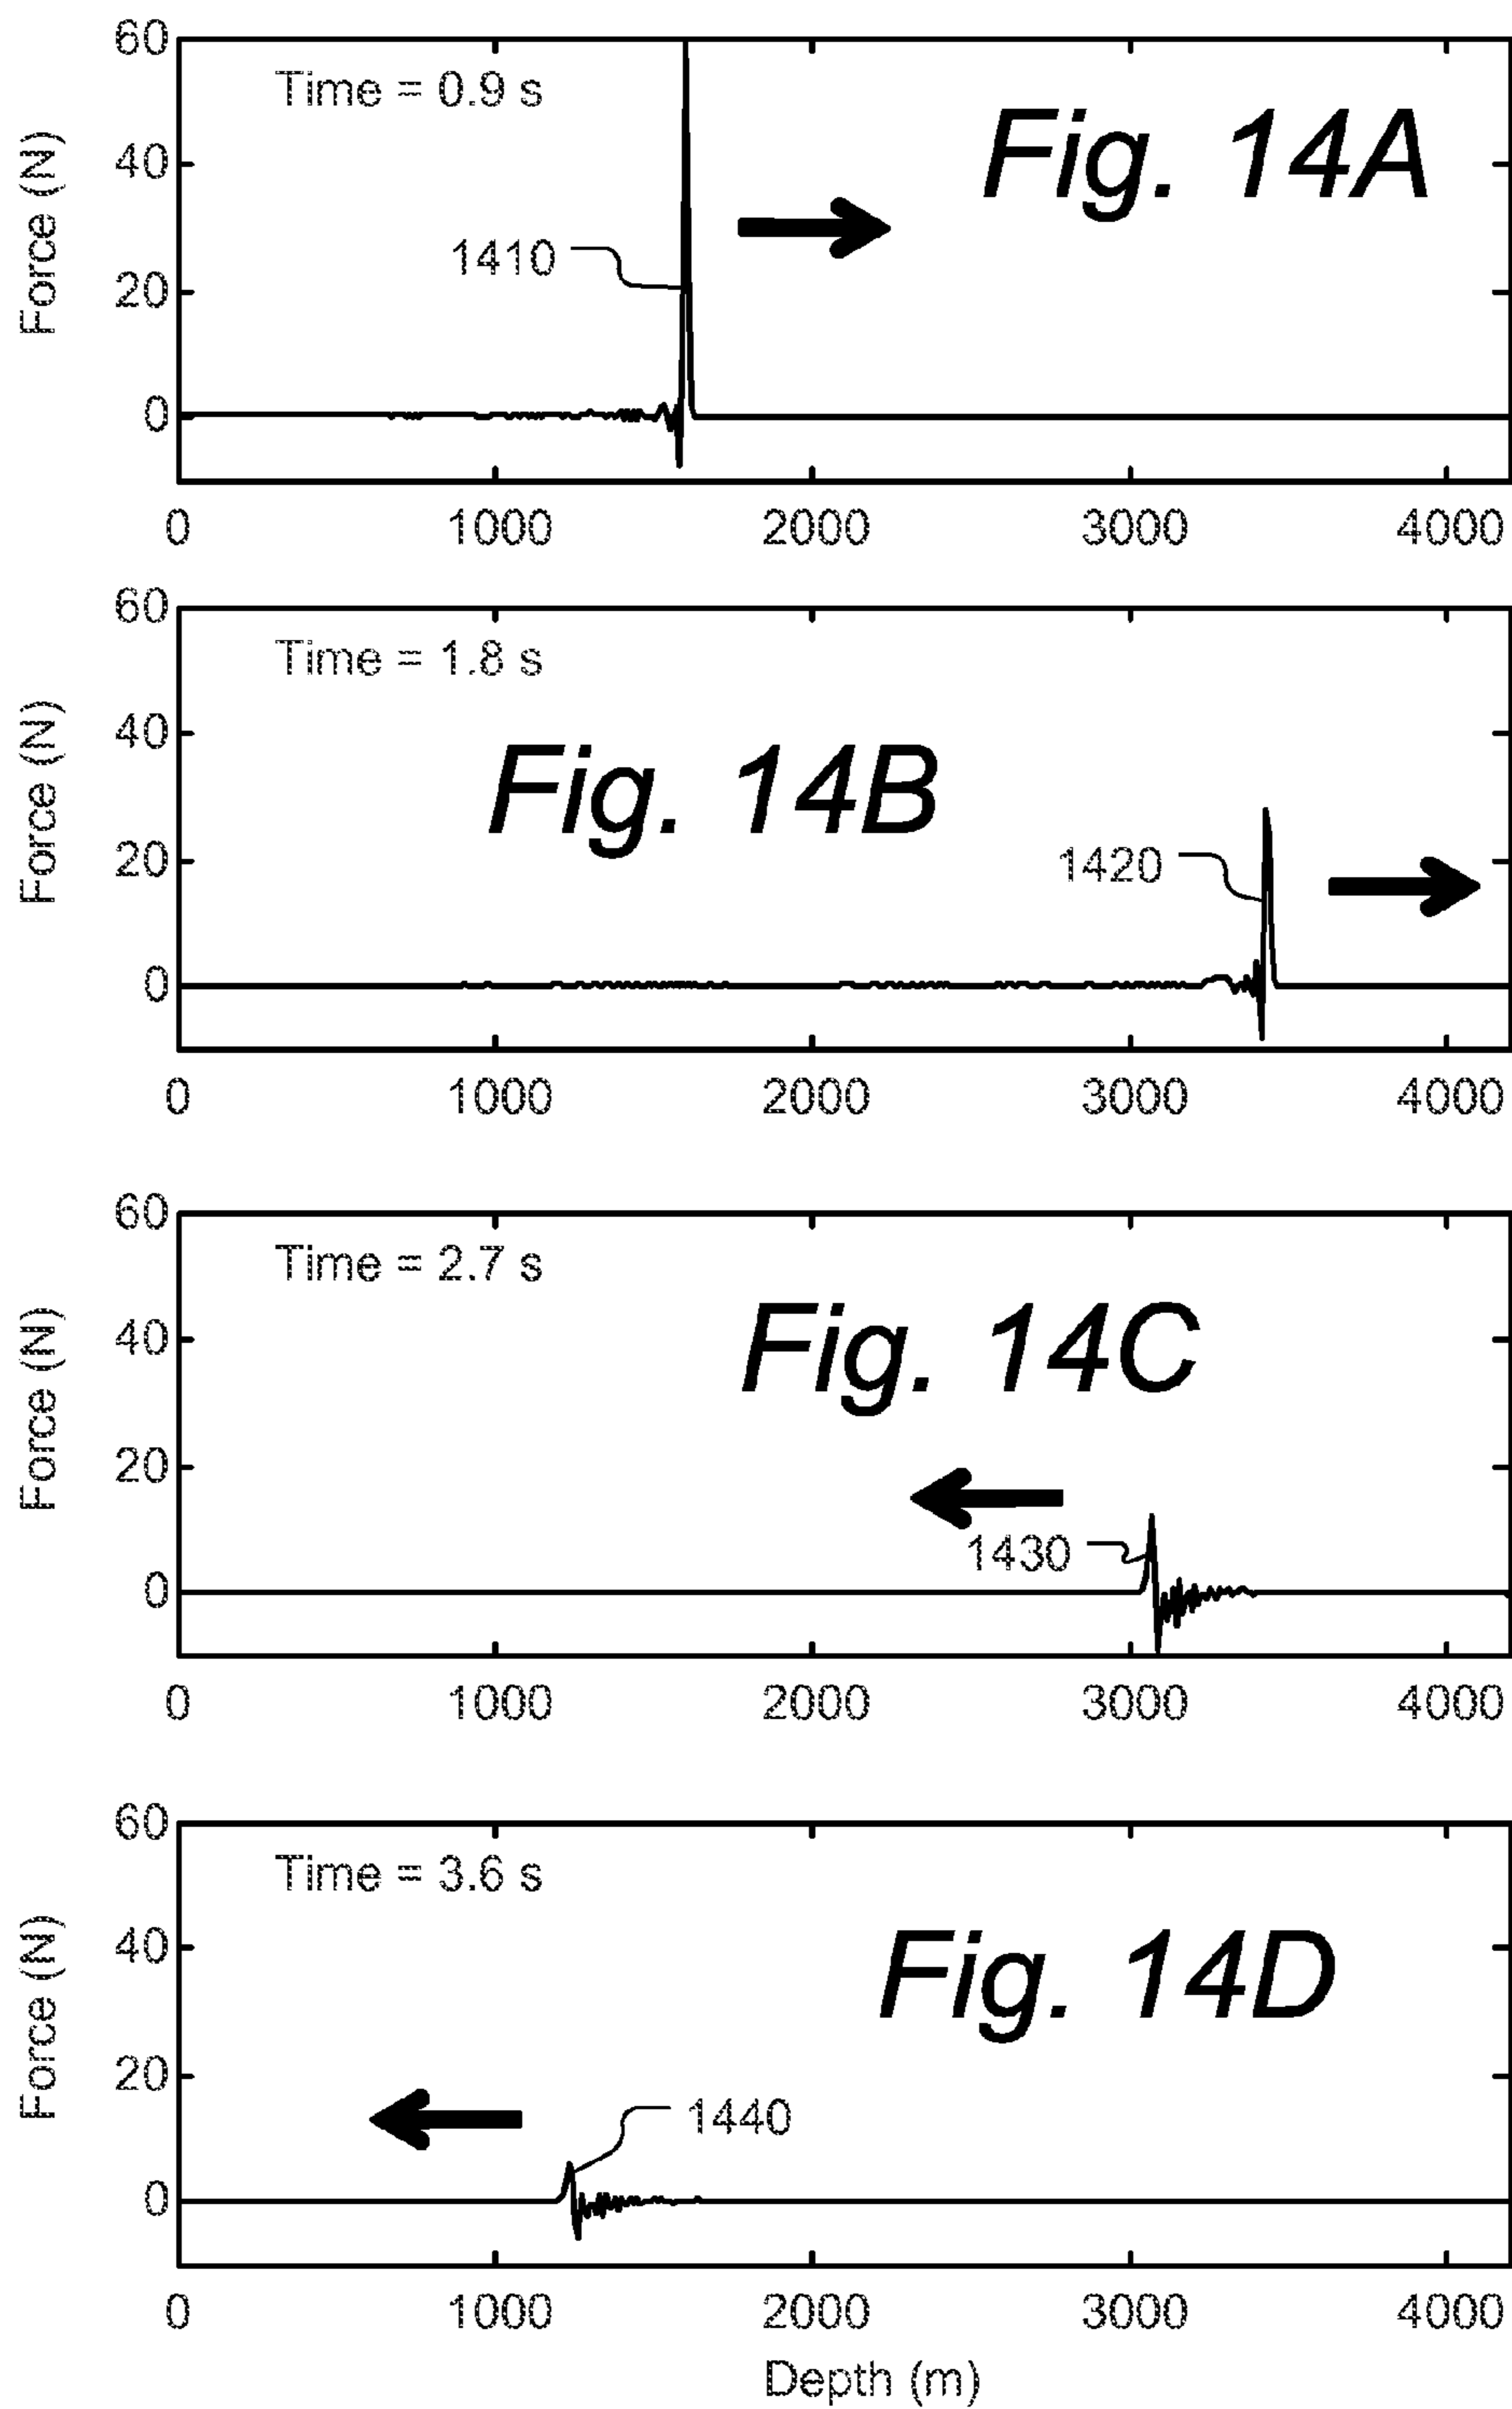 60
Time = 0.9 s
Fig. 14A
40
Force (N)
1410
20
0
0 1000 2000 3000 4000
60
Time = 1.8 s
40
Fig. 14B
Force (N)
20
1420
0
0 1000 2000 3000 4000
60
Time = 2.7 s
40
Fig. 14C
Force (N)
20
1430
0
0 1000 2000 3000 4000
60
Time = 3.6 s
40
Fig. 14D
Force (N)
20
1440
0
0 1000 2000 3000 4000
Depth (m)